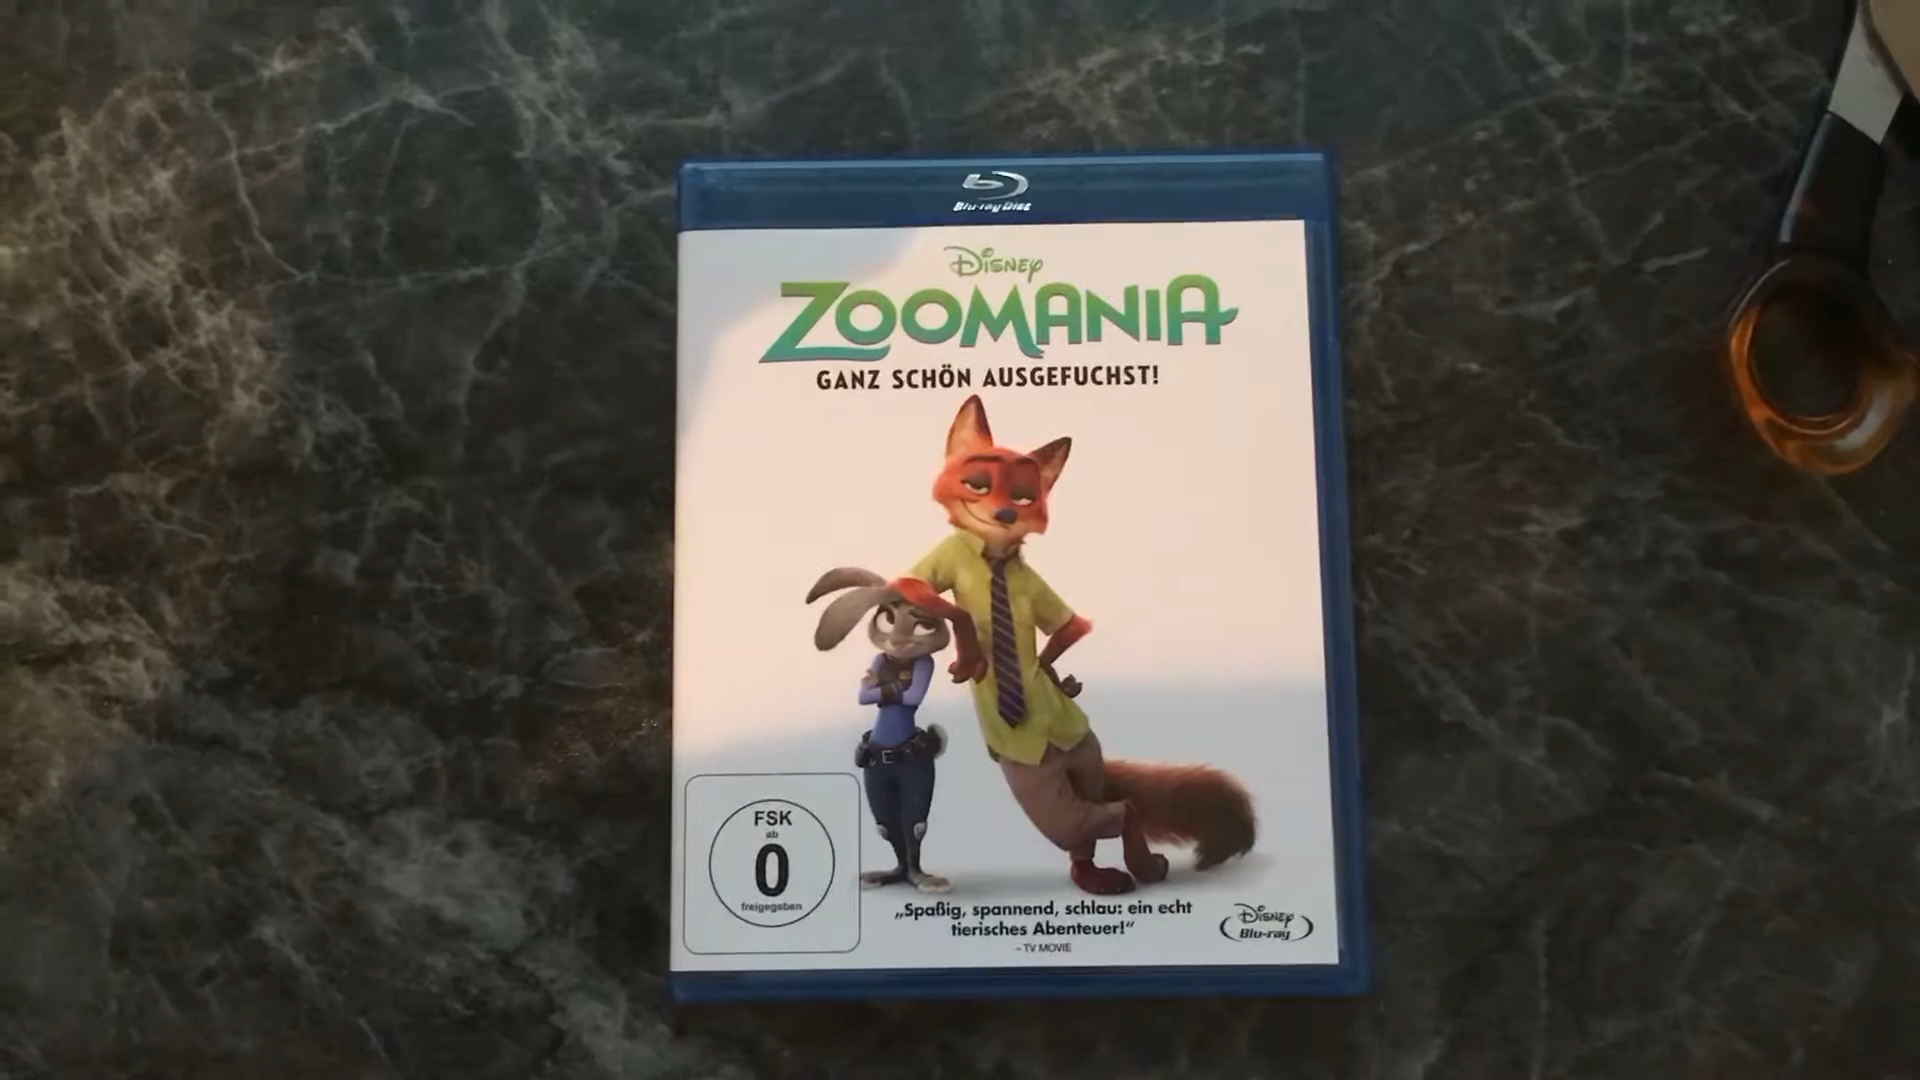 Blu-ray Disc
Disney
ZOOMANIA
GANZ SCHÖN AUSGEFUCHST!
FSK
ab
0
freigegeben
„Spaßig, spannend, schlau: ein echt
tierisches Abenteuer!“
– TV MOVIE
Disney
Blu-ray